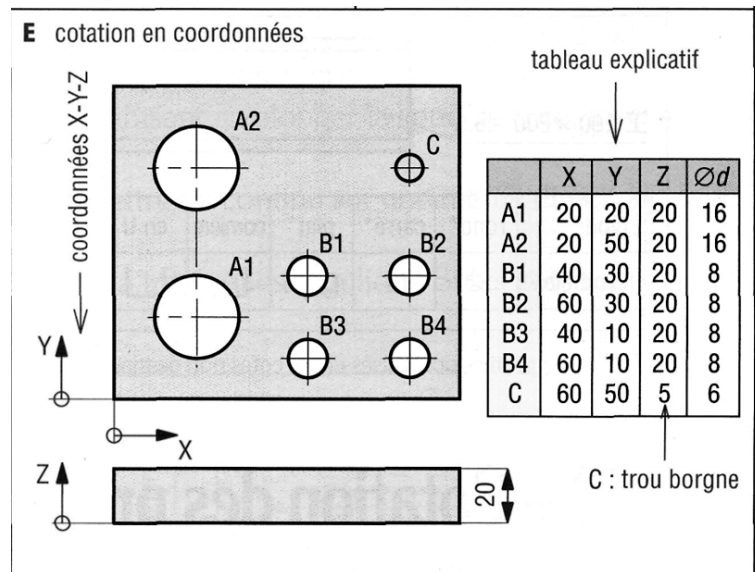 E cotation en coordonnées
tableau explicatif
coordonnées X-Y-Z
A2
C
A1
B1
B2
B3
B4
Y
X
Z
20
X Y Z Ød
A1 20 20 20 16
A2 20 50 20 16
B1 40 30 20 8
B2 60 30 20 8
B3 40 10 20 8
B4 60 10 20 8
C 60 50 5 6
C : trou borgne